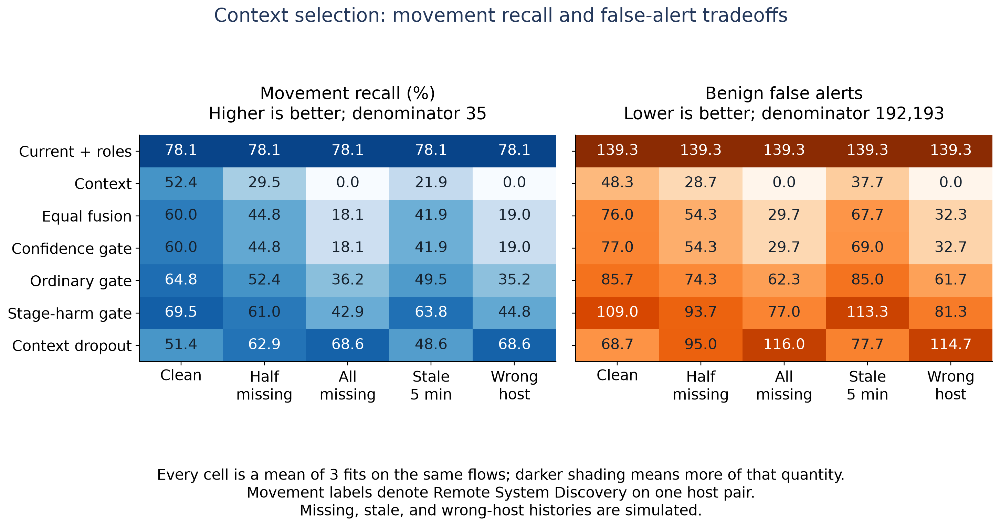 Context selection: movement recall and false-alert tradeoffs
Movement recall (%)
Higher is better; denominator 35
Benign false alerts
Lower is better; denominator 192,193
Current + roles 78.1 78.1 78.1 78.1 78.1 139.3 139.3 139.3 139.3 139.3
Context 52.4 29.5 0.0 21.9 0.0 48.3 28.7 0.0 37.7 0.0
Equal fusion 60.0 44.8 18.1 41.9 19.0 76.0 54.3 29.7 67.7 32.3
Confidence gate 60.0 44.8 18.1 41.9 19.0 77.0 54.3 29.7 69.0 32.7
Ordinary gate 64.8 52.4 36.2 49.5 35.2 85.7 74.3 62.3 85.0 61.7
Stage-harm gate 69.5 61.0 42.9 63.8 44.8 109.0 93.7 77.0 113.3 81.3
Context dropout 51.4 62.9 68.6 48.6 68.6 68.7 95.0 116.0 77.7 114.7
Clean Half All Stale Wrong Clean Half All Stale Wrong
missing missing 5 min host missing missing 5 min host
Every cell is a mean of 3 fits on the same flows; darker shading means more of that quantity.
Movement labels denote Remote System Discovery on one host pair.
Missing, stale, and wrong-host histories are simulated.